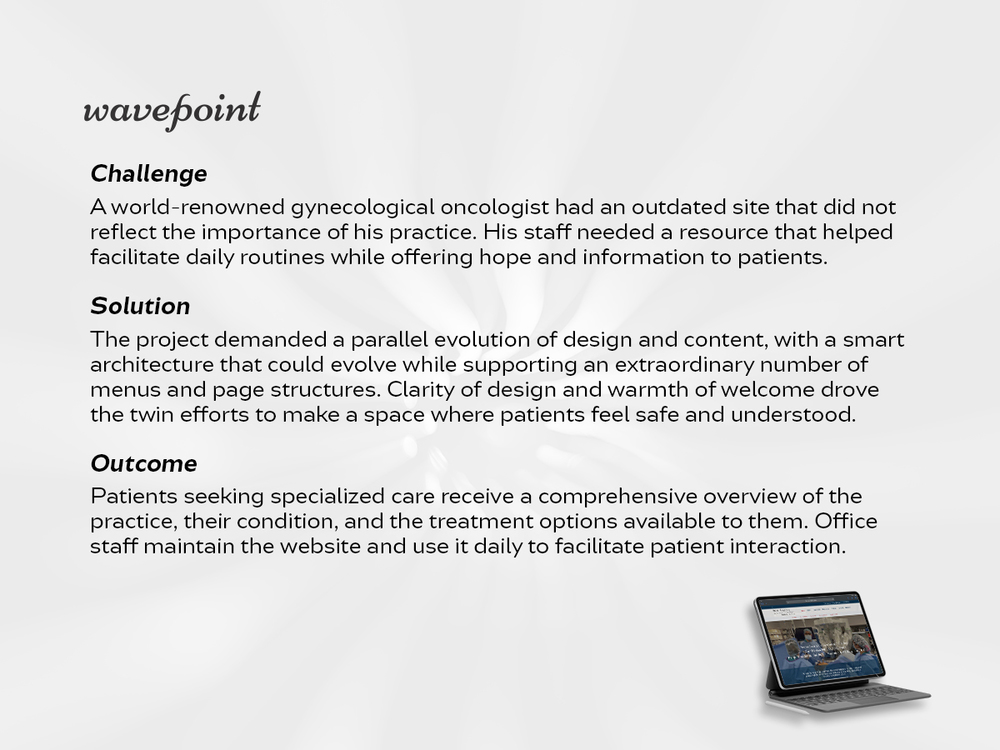 wavepoint
Challenge
A world-renowned gynecological oncologist had an outdated site that did not
reflect the importance of his practice. His staff needed a resource that helped
facilitate daily routines while offering hope and information to patients.
Solution
The project demanded a parallel evolution of design and content, with a smart
architecture that could evolve while supporting an extraordinary number of
menus and page structures. Clarity of design and warmth of welcome drove
the twin efforts to make a space where patients feel safe and understood.
Outcome
Patients seeking specialized care receive a comprehensive overview of the
practice, their condition, and the treatment options available to them. Office
staff maintain the website and use it daily to facilitate patient interaction.